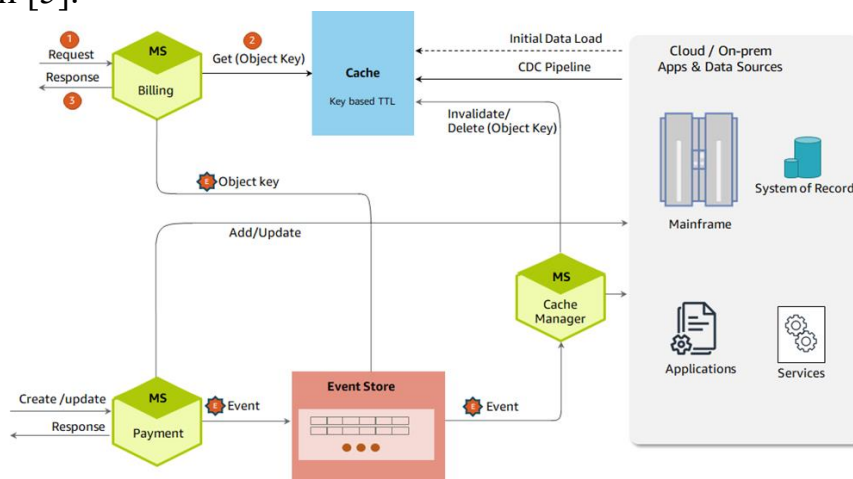 n [5].
1
Request
Response
3
MS
Billing
2
Get (Object Key)
Cache
Key based TTL
Initial Data Load
CDC Pipeline
Invalidate/
Delete (Object Key)
Cloud / On-prem
Apps & Data Sources
Mainframe
System of Record
Applications
Services
E Object key
Add/Update
MS
Cache
Manager
Create /update
Response
MS
Payment
E Event
Event Store
E Event